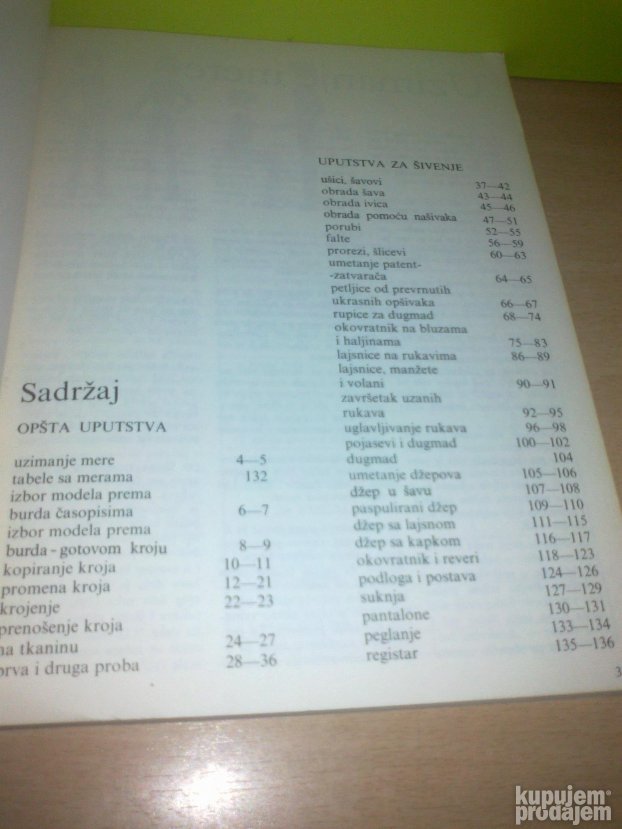 Sadržaj
OPŠTA UPUTSTVA
uzimanje mere 4—5
tabele sa merama 132
izbor modela prema
burda časopisima 6—7
izbor modela prema
burda - gotovom kroju 8—9
kopiranje kroja 10—11
promena kroja 12—21
krojenje 22—23
prenošenje kroja
na tkaninu 24—27
prva i druga proba 28—36
UPUTSTVA ZA ŠIVENJE
ušici, šavovi 37—42
obrada šava 43—44
obrada ivica 45—46
obrada pomoću našivaka 47—51
porubi 52—55
falte 56—59
prorezi, šlicevi 60—63
umetanje patent-
-zatvarača 64—65
petljice od prevrnutih
ukrasnih opšivaka 66—67
rupice za dugmad 68—74
okovratnik na bluzama
i haljinama 75—83
lajsnice na rukavima 86—89
lajsnice, manžete
i volani 90—91
završetak uzanih
rukava 92—95
uglavljivanje rukava 96—98
pojasevi i dugmad 100—102
dugmad 104
umetanje džepova 105—106
džep u šavu 107—108
paspulirani džep 109—110
džep sa lajsnom 111—115
džep sa kapkom 116—117
okovratnik i reveri 118—123
podloga i postava 124—126
suknja 127—129
pantalone 130—131
peglanje 133—134
registar 135—136
3
kupujem
prodajem